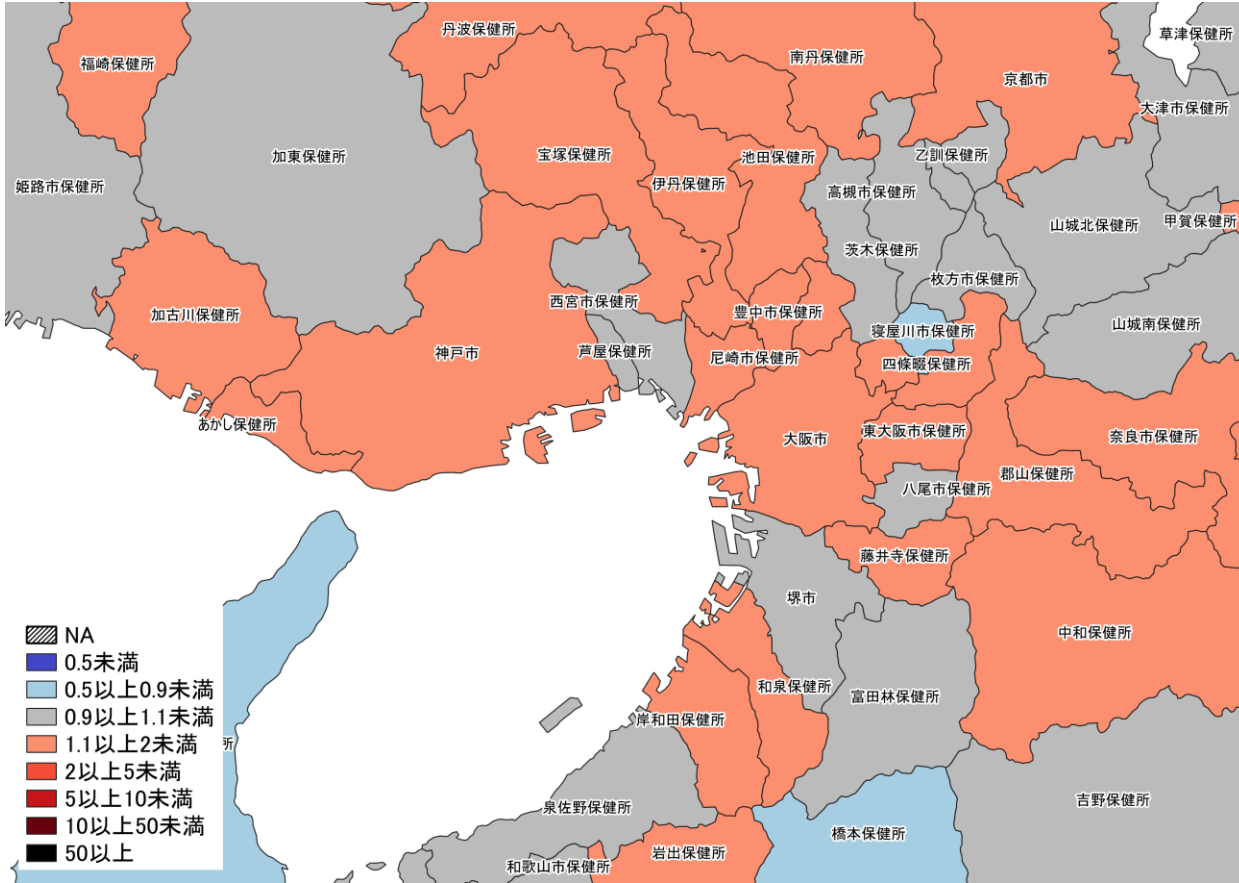 丹波保健所
草津保健所
福崎保健所
南丹保健所
京都市
大津市保健所
加東保健所
宝塚保健所
池田保健所
乙訓保健所
姫路市保健所
伊丹保健所
高槻市保健所
甲賀保健所
山城北保健所
茨木保健所
枚方市保健所
西宮市保健所
加古川保健所
豊中市保健所
寝屋川市保健所
山城南保健所
神戸市
芦屋保健所
尼崎市保健所
四條畷保健所
あかし保健所
大阪市
東大阪市保健所
奈良市保健所
郡山保健所
八尾市保健所
藤井寺保健所
堺市
中和保健所
和泉保健所
富田林保健所
岸和田保健所
泉佐野保健所
吉野保健所
橋本保健所
岩出保健所
和歌山市保健所
所
NA
0.5未満
0.5以上0.9未満
0.9以上1.1未満
1.1以上2未満
2以上5未満
5以上10未満
10以上50未満
50以上